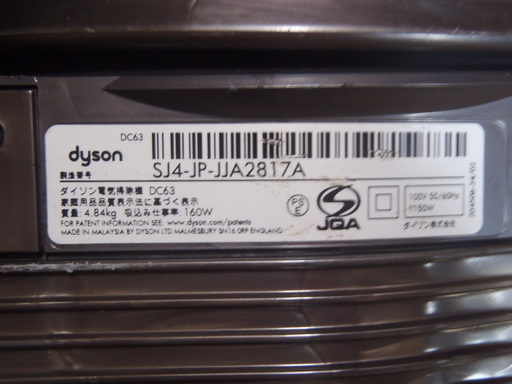 DC63
dyson
製造番号
SJ4-JP-JJA2817A
ダイソン電気掃除機 DC63
家庭用品品質表示法に基づく表示
質量: 4.84kg 吸込み仕事率: 160W
FOR PATENT INFORMATION SEE: www.dyson.com/patents
MADE IN MALAYSIA BY DYSON LTD MALMESBURY SN16 0RP ENGLAND
PS
E
S
JQA
100V 50/60Hz
1150W
ダイソン株式会社